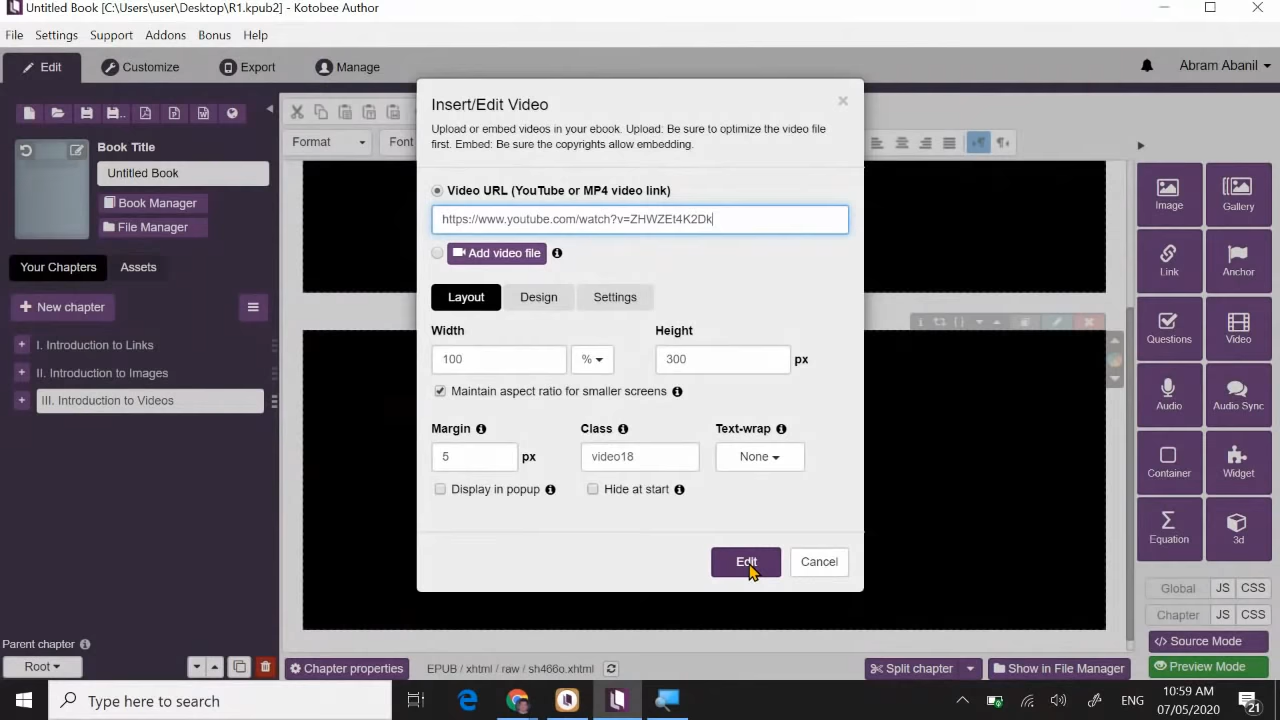 Untitled Book [C:\Users\user\Desktop\R1.kpub2] - Kotobee Author
File Settings Support Addons Bonus Help
Edit Customize Export Manage Abram Abanil
Book Title
Untitled Book
Book Manager
File Manager
Your Chapters Assets
New chapter
I. Introduction to Links
II. Introduction to Images
III. Introduction to Videos
Parent chapter
Root
Format Font
Insert/Edit Video
Upload or embed videos in your ebook. Upload: Be sure to optimize the video file
first. Embed: Be sure the copyrights allow embedding.
Video URL (YouTube or MP4 video link)
https://www.youtube.com/watch?v=ZHWZEt4K2Dk
Add video file
Layout Design Settings
Width Height
100 % 300 px
Maintain aspect ratio for smaller screens
Margin Class Text-wrap
5 px video18 None
Display in popup Hide at start
Edit Cancel
Image Gallery
Link Anchor
Questions Video
Audio Audio Sync
Container Widget
Equation 3d
Global JS CSS
Chapter JS CSS
Source Mode
Preview Mode
Chapter properties EPUB / xhtml / raw / sh466o.xhtml Split chapter Show in File Manager
Type here to search ENG 10:59 AM
07/05/2020
21